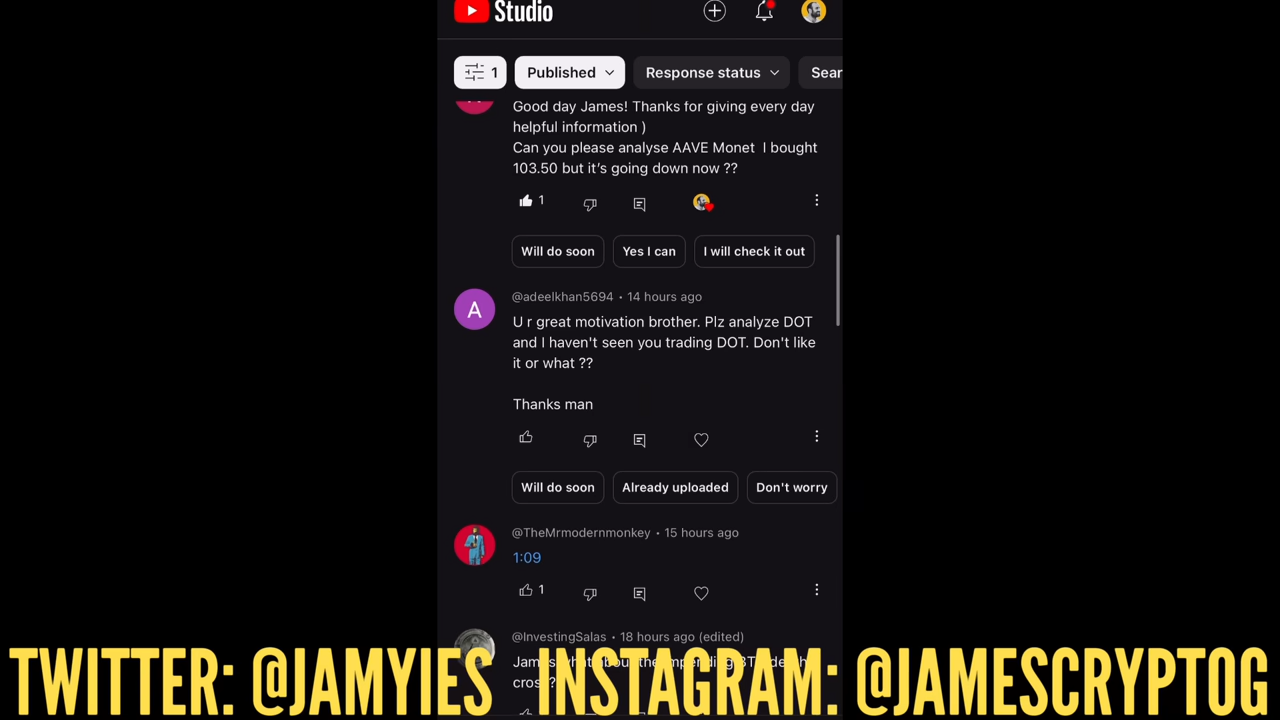 Studio
1
Published
Response status
Sear
Good day James! Thanks for giving every day
helpful information )
Can you please analyse AAVE Monet I bought
103.50 but it’s going down now ??
1
Will do soon
Yes I can
I will check it out
@adeelkhan5694 • 14 hours ago
A
U r great motivation brother. Plz analyze DOT
and I haven't seen you trading DOT. Don't like
it or what ??
Thanks man
Will do soon
Already uploaded
Don't worry
@TheMrmodernmonkey • 15 hours ago
1:09
1
@InvestingSalas • 18 hours ago (edited)
TWITTER: @JAMYIES INSTAGRAM: @JAMESCRYPTOG